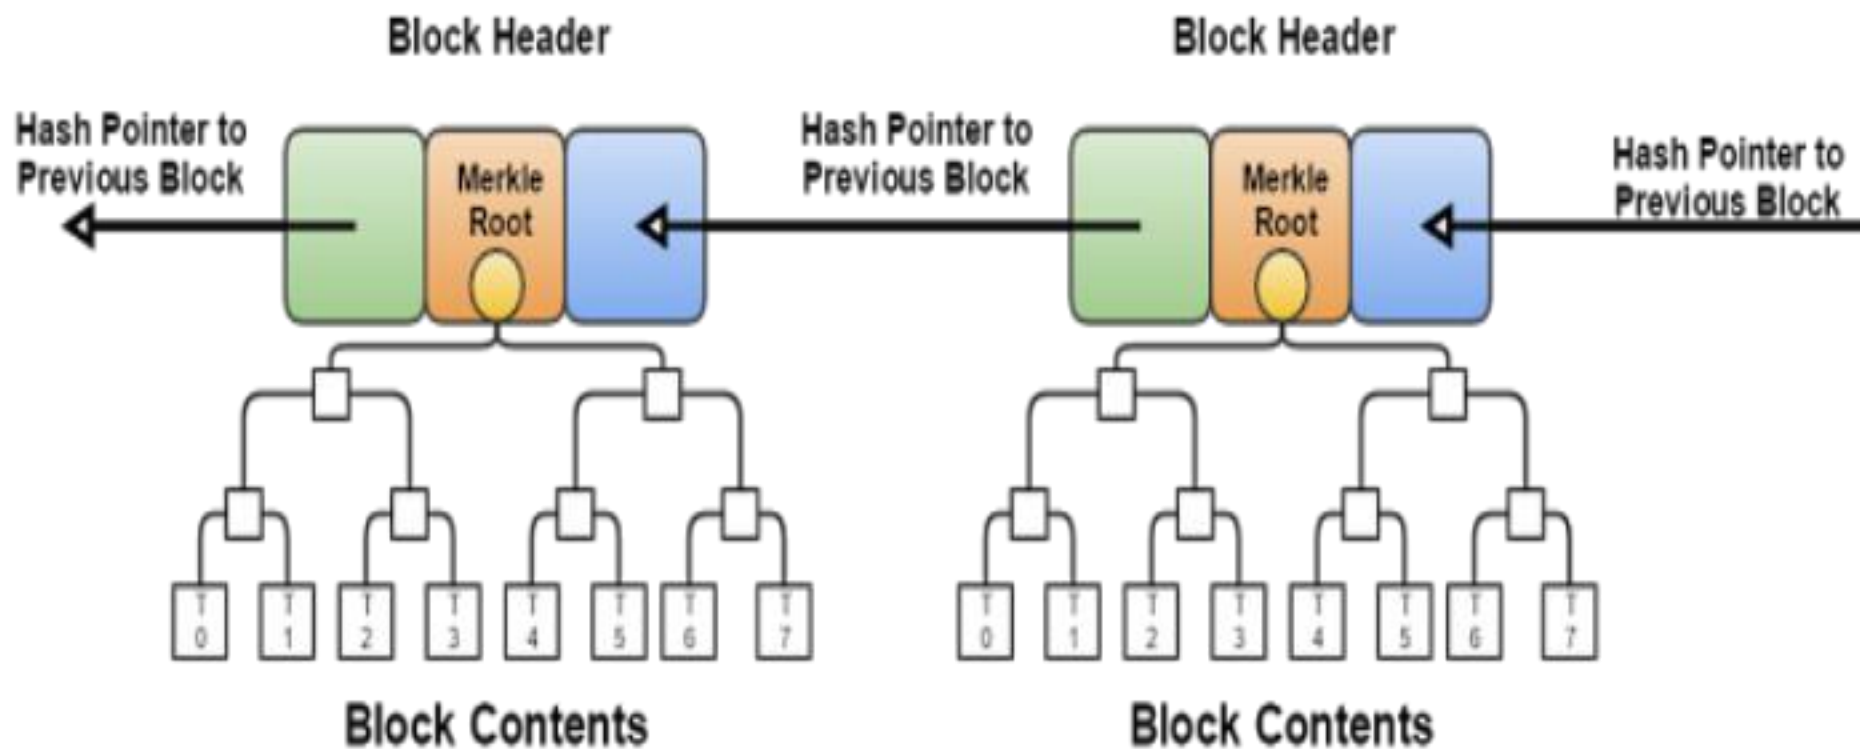 Block Header
Block Header
Hash Pointer to
Previous Block
Hash Pointer to
Previous Block
Hash Pointer to
Previous Block
Merkle
Root
Merkle
Root
T
0
T
1
T
2
T
3
T
4
T
5
T
6
T
7
T
0
T
1
T
2
T
3
T
4
T
5
T
6
T
7
Block Contents
Block Contents